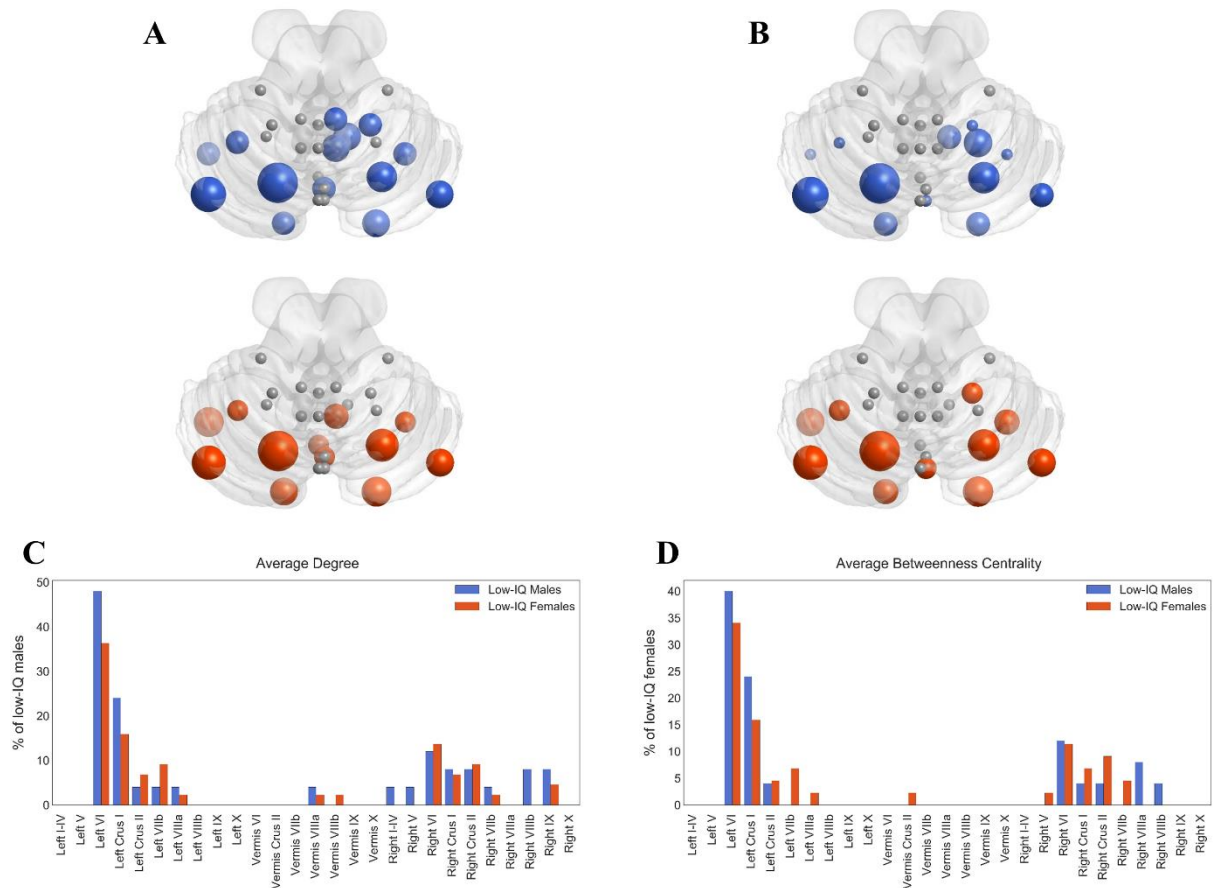 A
B
C
Average Degree
Low-IQ Males
Low-IQ Females
% of low-IQ males
50
40
30
20
10
0
Left I-IV
Left V
Left VI
Left Crus I
Left Crus II
Left VIIb
Left VIIIa
Left VIIIb
Left IX
Left X
Vermis VI
Vermis Crus II
Vermis VIIb
Vermis VIIIa
Vermis VIIIb
Vermis IX
Vermis X
Right I-IV
Right V
Right VI
Right Crus I
Right Crus II
Right VIIb
Right VIIIa
Right VIIIb
Right IX
Right X
D
Average Betweenness Centrality
Low-IQ Males
Low-IQ Females
% of low-IQ females
40
35
30
25
20
15
10
5
0
Left I-IV
Left V
Left VI
Left Crus I
Left Crus II
Left VIIb
Left VIIIa
Left VIIIb
Left IX
Left X
Vermis VI
Vermis Crus II
Vermis VIIb
Vermis VIIIa
Vermis VIIIb
Vermis IX
Vermis X
Right I-IV
Right V
Right VI
Right Crus I
Right Crus II
Right VIIb
Right VIIIa
Right VIIIb
Right IX
Right X